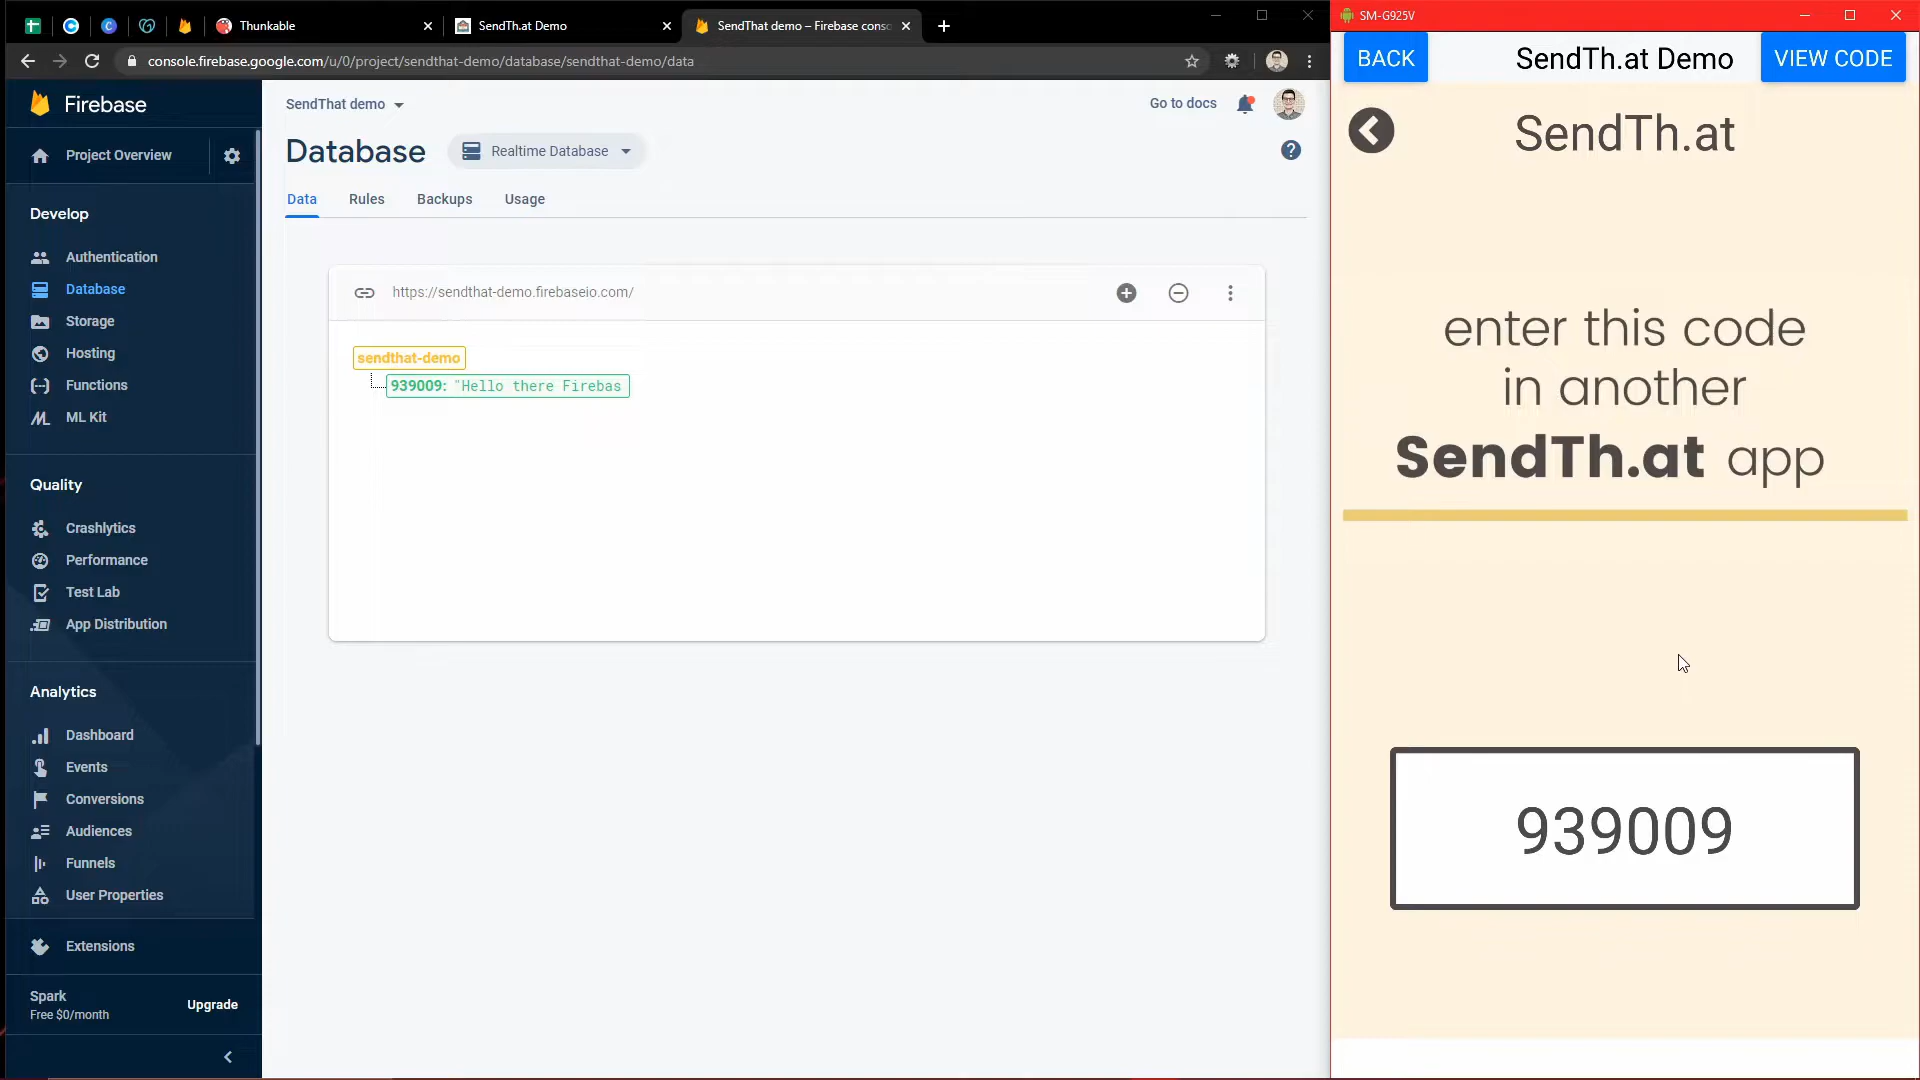 Thunkable
SendTh.at Demo
SendThat demo – Firebase conso
console.firebase.google.com/u/0/project/sendthat-demo/database/sendthat-demo/data
Firebase
Project Overview
Develop
Authentication
Database
Storage
Hosting
Functions
ML Kit
Quality
Crashlytics
Performance
Test Lab
App Distribution
Analytics
Dashboard
Events
Conversions
Audiences
Funnels
User Properties
Extensions
Spark
Free $0/month
Upgrade
SendThat demo
Go to docs
Database
Realtime Database
Data
Rules
Backups
Usage
https://sendthat-demo.firebaseio.com/
sendthat-demo
939009: "Hello there Firebas
SM-G925V
BACK
SendTh.at Demo
VIEW CODE
SendTh.at
enter this code
in another
SendTh.at app
939009